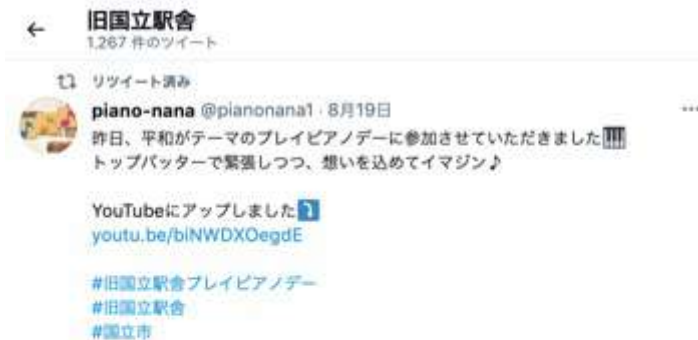 旧国立駅舎
1,267 件のツイート
リツイート済み
piano-nana @pianonana1 · 8月19日
昨日、平和がテーマのプレイピアノデーに参加させていただきました🎹
トップバッターで緊張しつつ、想いを込めてイマジン♪
YouTubeにアップしました⤵️
youtu.be/biNWDXOegdE
#旧国立駅舎プレイピアノデー
#旧国立駅舎
#国立市